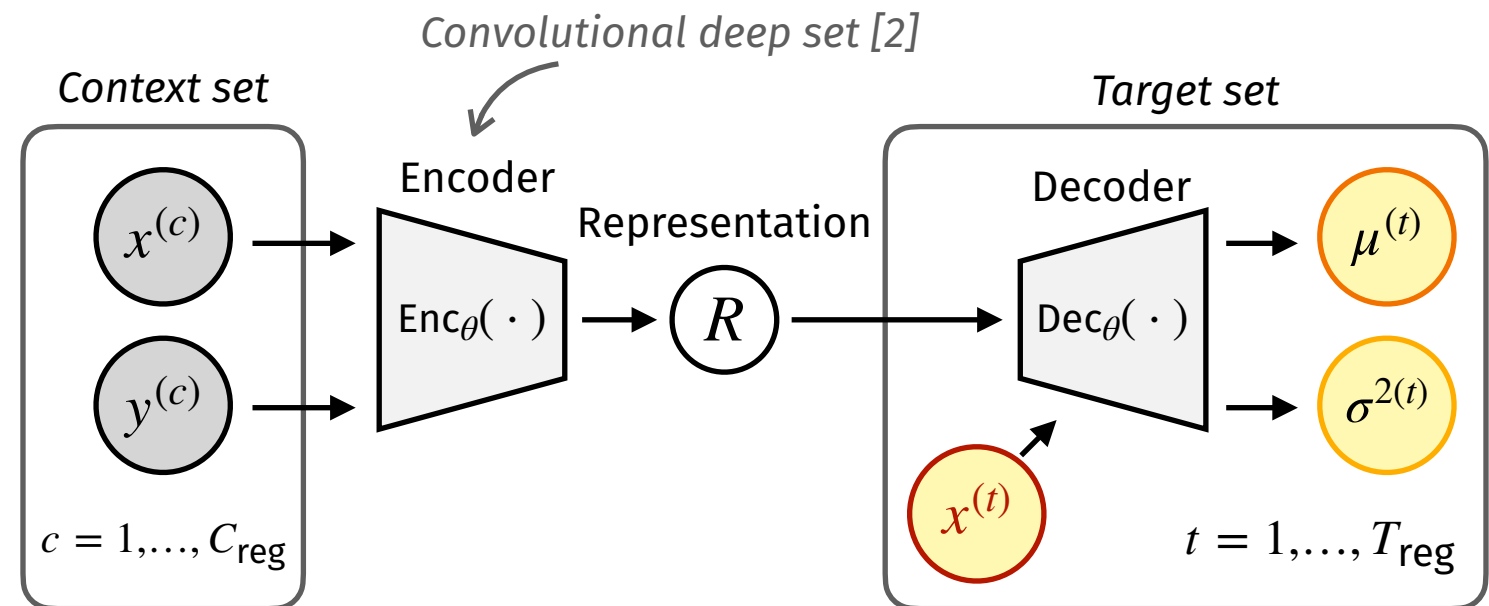 Convolutional deep set [2]
Context set
Target set
Encoder
Decoder
Representation
x^{(c)}
μ^{(t)}
Enc_θ( · )
R
Dec_θ( · )
y^{(c)}
σ^{2(t)}
x^{(t)}
c = 1,…, C_reg
t = 1,…, T_reg